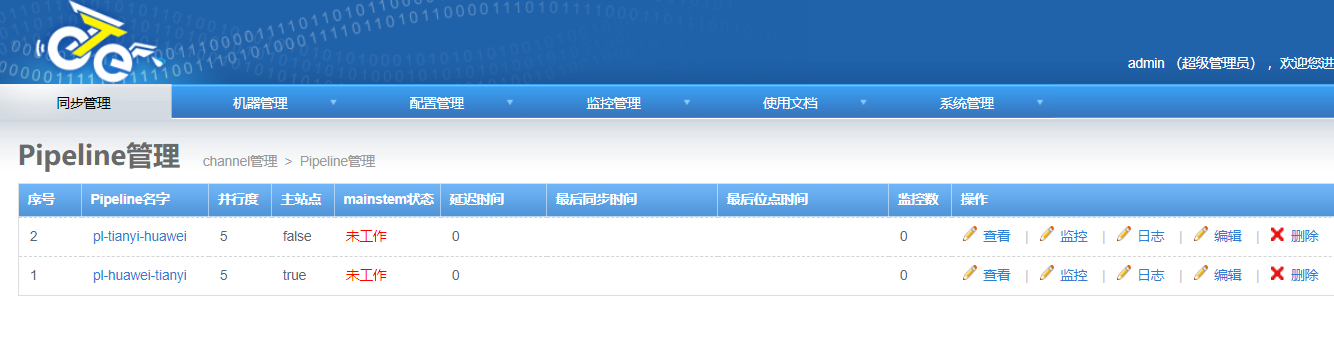 admin （超级管理员） ，欢迎您进
同步管理 机器管理 配置管理 监控管理 使用文档 系统管理
Pipeline管理 channel管理 > Pipeline管理
序号 Pipeline名字 并行度 主站点 mainstem状态 延迟时间 最后同步时间 最后位点时间 监控数 操作
2 pl-tianyi-huawei 5 false 未工作 0 0 查看 | 监控 | 日志 | 编辑 | 删除
1 pl-huawei-tianyi 5 true 未工作 0 0 查看 | 监控 | 日志 | 编辑 | 删除